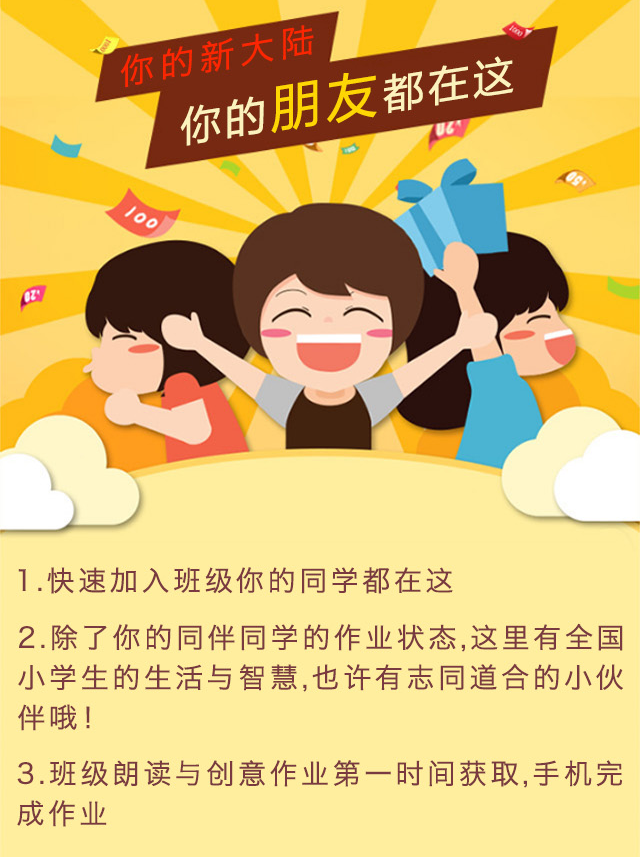 你的新大陆
你的朋友都在这
100
1.快速加入班级你的同学都在这
2.除了你的同伴同学的作业状态,这里有全国
小学生的生活与智慧,也许有志同道合的小伙
伴哦!
3.班级朗读与创意作业第一时间获取,手机完
成作业